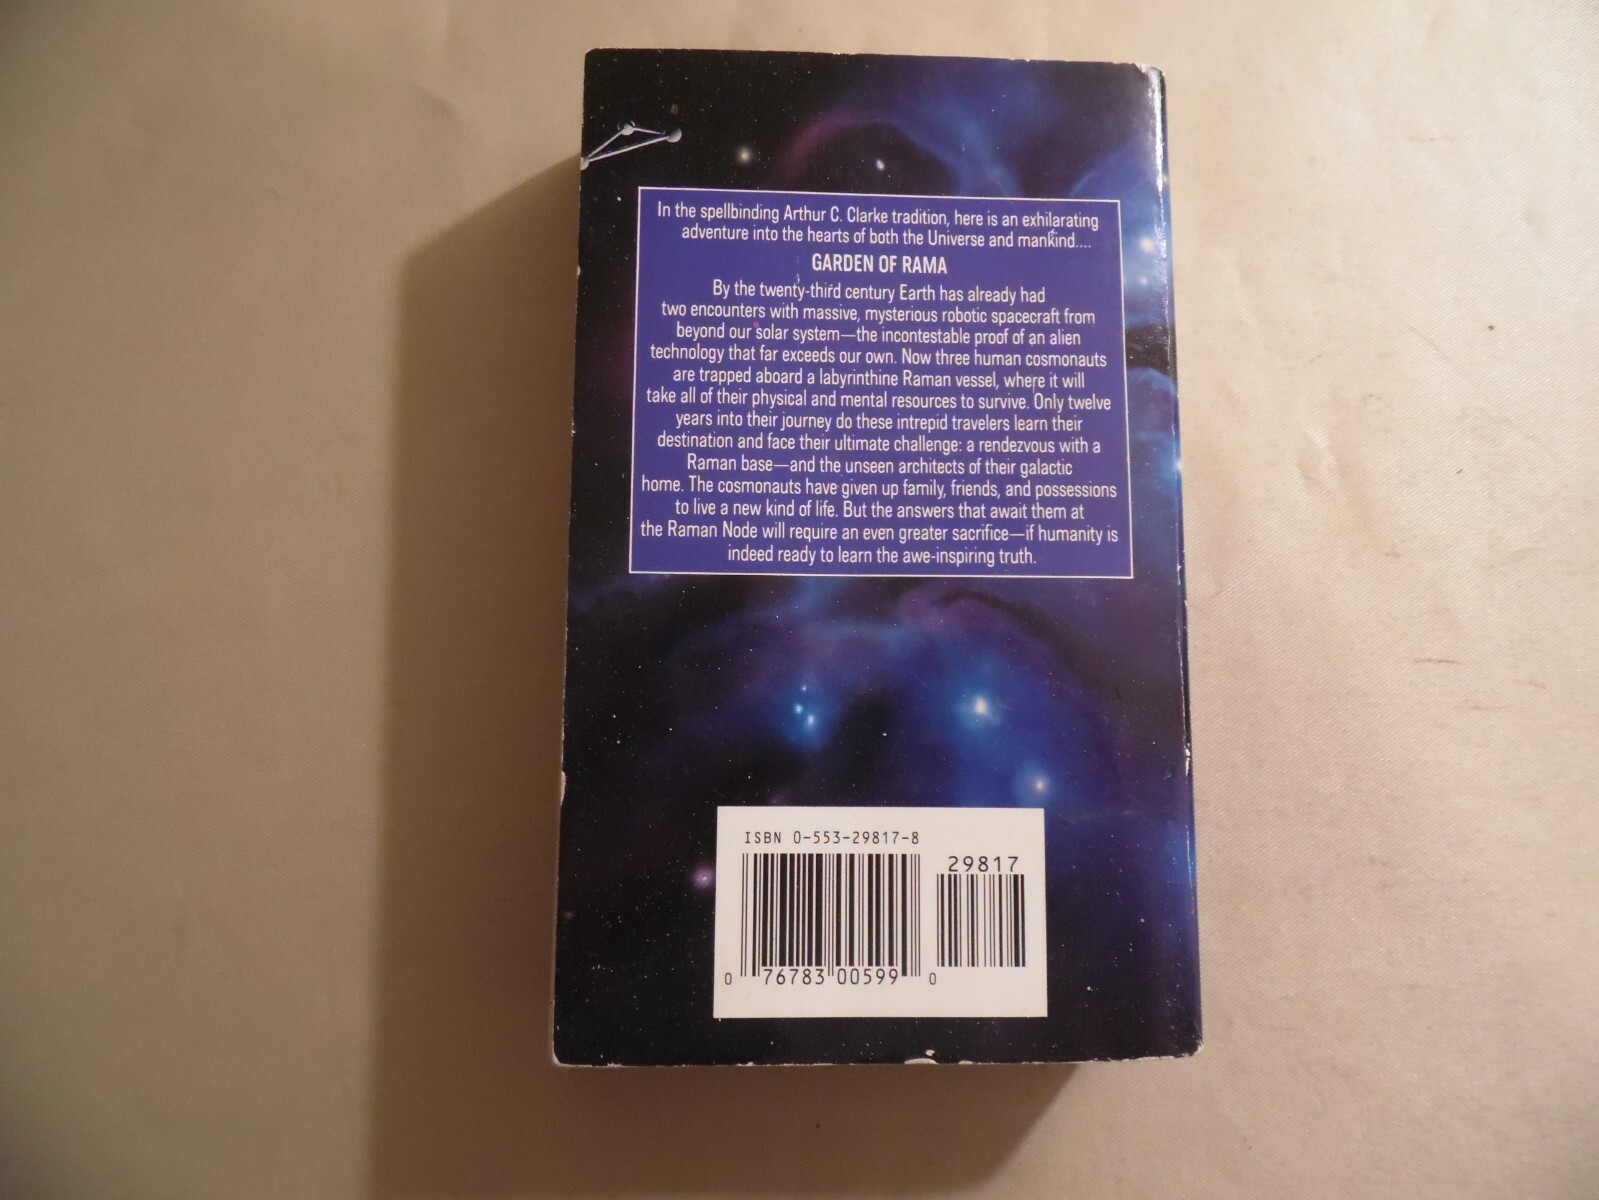 In the spellbinding Arthur C. Clarke tradition, here is an exhilarating
adventure into the hearts of both the Universe and mankind....
GARDEN OF RAMA
By the twenty-third century Earth has already had
two encounters with massive, mysterious robotic spacecraft from
beyond our solar system—the incontestable proof of an alien
technology that far exceeds our own. Now three human cosmonauts
are trapped aboard a labyrinthine Raman vessel, where it will
take all of their physical and mental resources to survive. Only twelve
years into their journey do these intrepid travelers learn their
destination and face their ultimate challenge: a rendezvous with a
Raman base—and the unseen architects of their galactic
home. The cosmonauts have given up family, friends, and possessions
to live a new kind of life. But the answers that await them at
the Raman Node will require an even greater sacrifice—if humanity is
indeed ready to learn the awe-inspiring truth.
ISBN 0-553-29817-8
29817
0 76783 00599 0